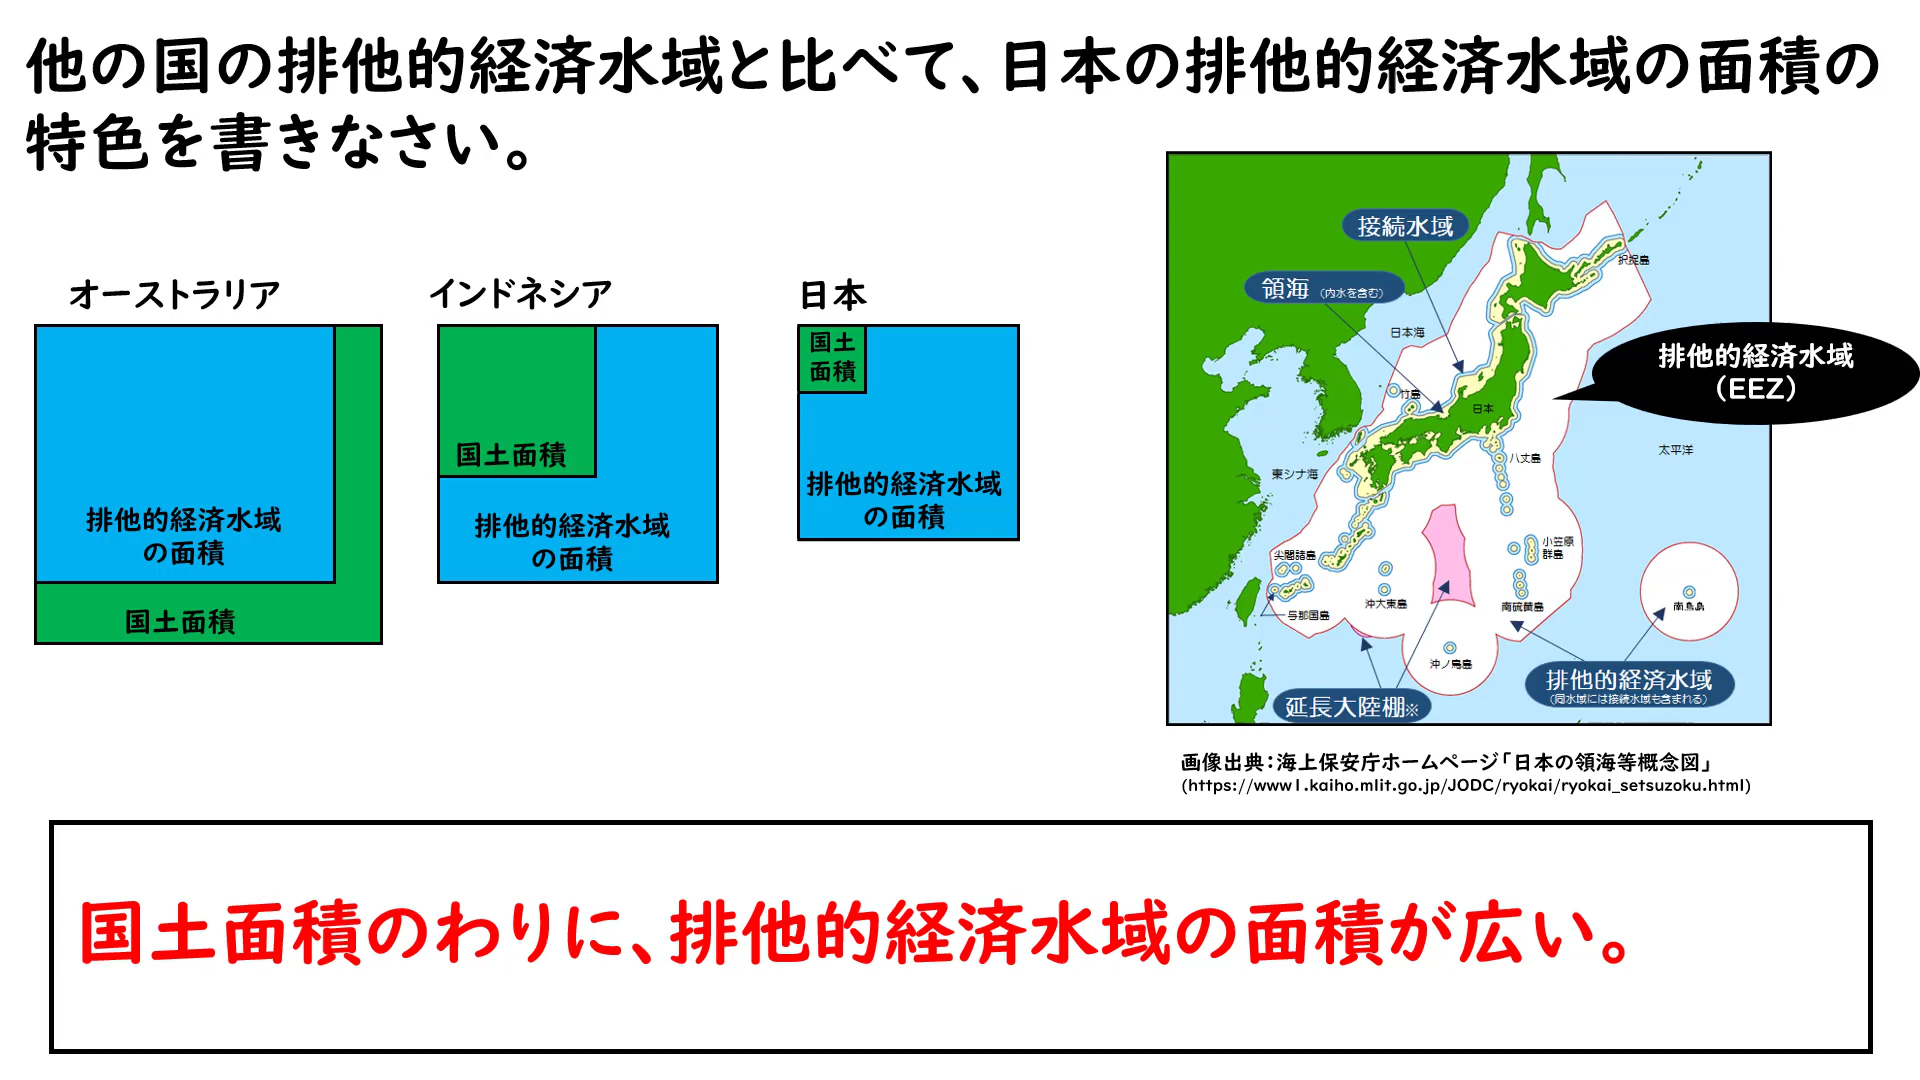 他の国の排他的経済水域と比べて、日本の排他的経済水域の面積の
特色を書きなさい。
オーストラリア
排他的経済水域
の面積
国土面積
インドネシア
国土面積
排他的経済水域
の面積
日本
国土
面積
排他的経済水域
の面積
接続水域
領海 (内水を含む)
択捉島
日本海
竹島
日本
排他的経済水域
(EEZ)
太平洋
八丈島
東シナ海
尖閣諸島
小笠原
群島
沖大東島
南硫黄島
南鳥島
与那国島
沖ノ鳥島
排他的経済水域
(同水域には接続水域も含まれる)
延長大陸棚※
画像出典：海上保安庁ホームページ「日本の領海等概念図」
(https://www1.kaiho.mlit.go.jp/JODC/ryokai/ryokai_setsuzoku.html)
国土面積のわりに、排他的経済水域の面積が広い。